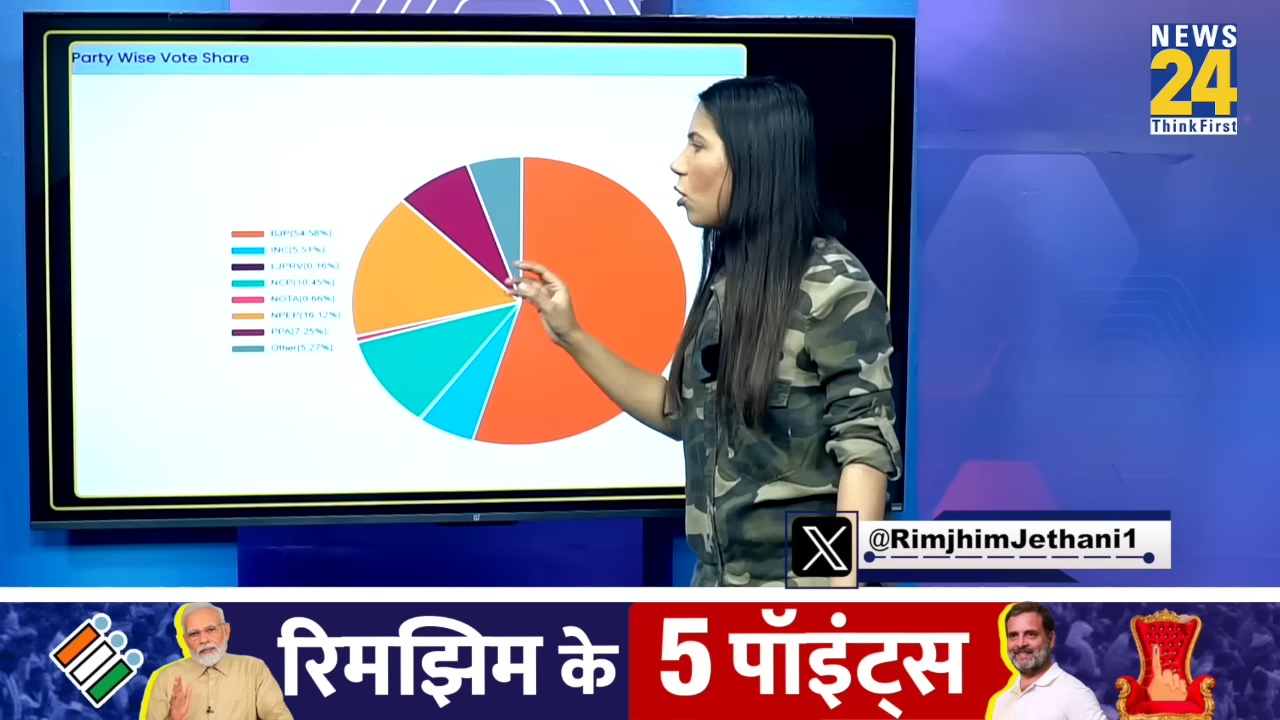 Party Wise Vote Share
BJP(54.58%)
INC(5.51%)
LJPRV(0.16%)
NCP(10.45%)
NOTA(0.66%)
NPEP(16.12%)
PPA(7.25%)
Other(5.27%)
NEWS
24
Think First
@RimjhimJethani1
रिमझिम के 5 पॉइंट्स